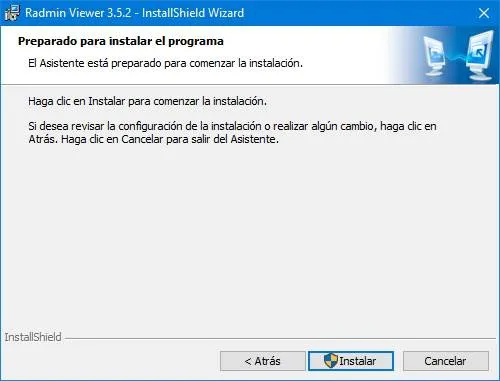 Radmin Viewer 3.5.2 - InstallShield Wizard
Preparado para instalar el programa
El Asistente está preparado para comenzar la instalación.
Haga clic en Instalar para comenzar la instalación.
Si desea revisar la configuración de la instalación o realizar algún cambio, haga clic en
Atrás. Haga clic en Cancelar para salir del Asistente.
InstallShield
< Atrás
Instalar
Cancelar